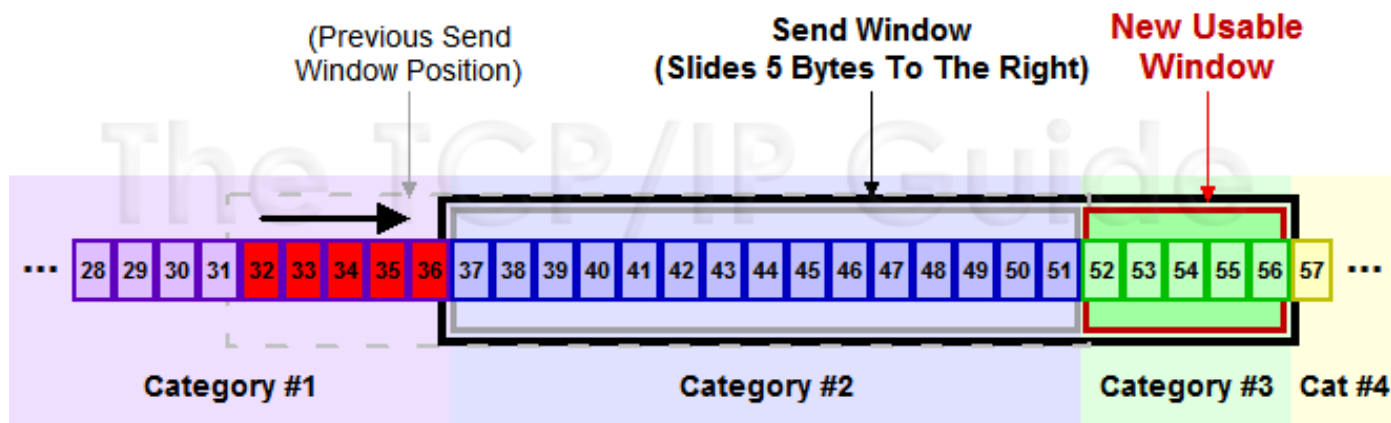 (Previous Send
Window Position)
Send Window
(Slides 5 Bytes To The Right)
New Usable
Window
The TCP/IP Guide
... 28 29 30 31 32 33 34 35 36 37 38 39 40 41 42 43 44 45 46 47 48 49 50 51 52 53 54 55 56 57 ...
Category #1
Category #2
Category #3
Cat #4